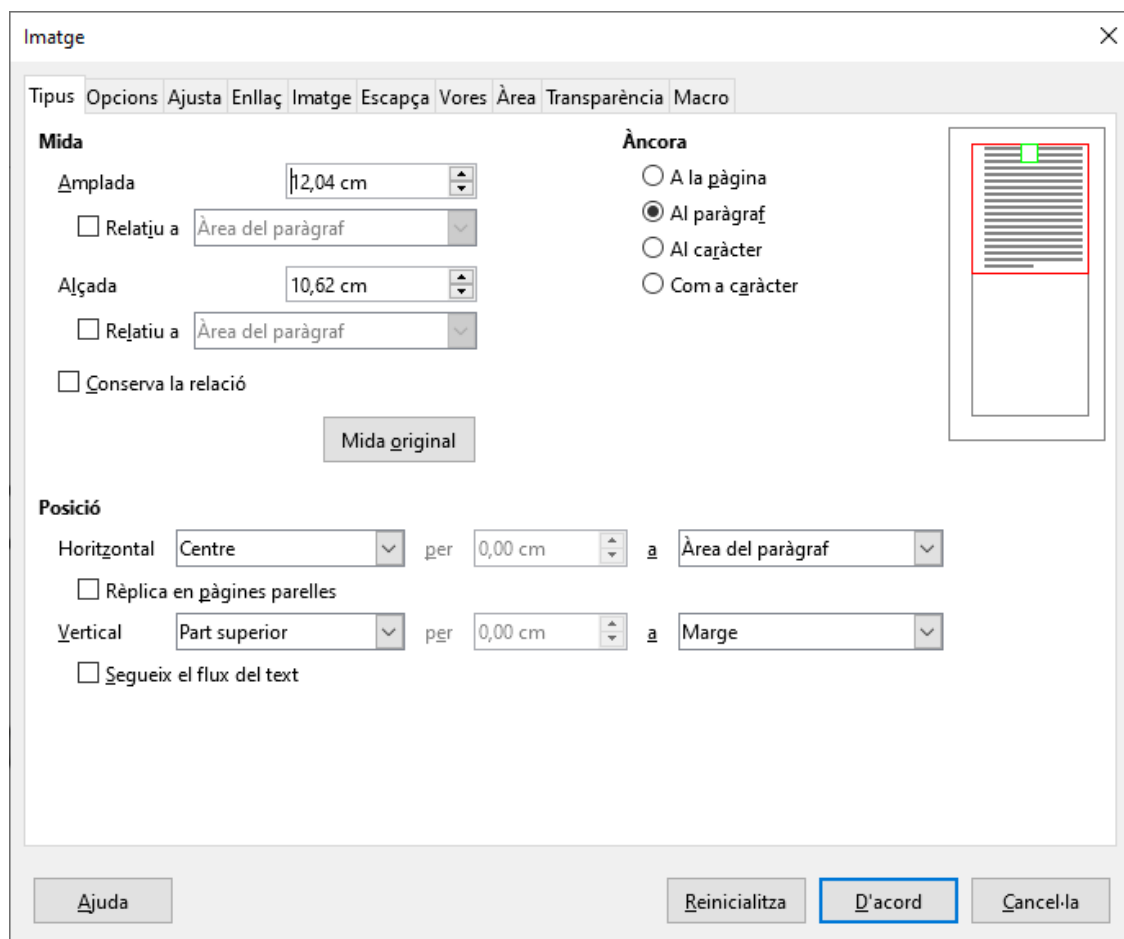 Imatge
Tipus Opcions Ajusta Enllaç Imatge Escapça Vores Àrea Transparència Macro
Mida
Amplada 12,04 cm
Relatiu a Àrea del paràgraf
Alçada 10,62 cm
Relatiu a Àrea del paràgraf
Conserva la relació
Mida original
Àncora
A la pàgina
Al paràgraf
Al caràcter
Com a caràcter
Posició
Horitzontal Centre per 0,00 cm a Àrea del paràgraf
Rèplica en pàgines parelles
Vertical Part superior per 0,00 cm a Marge
Segueix el flux del text
Ajuda Reinicialitza D'acord Cancel·la